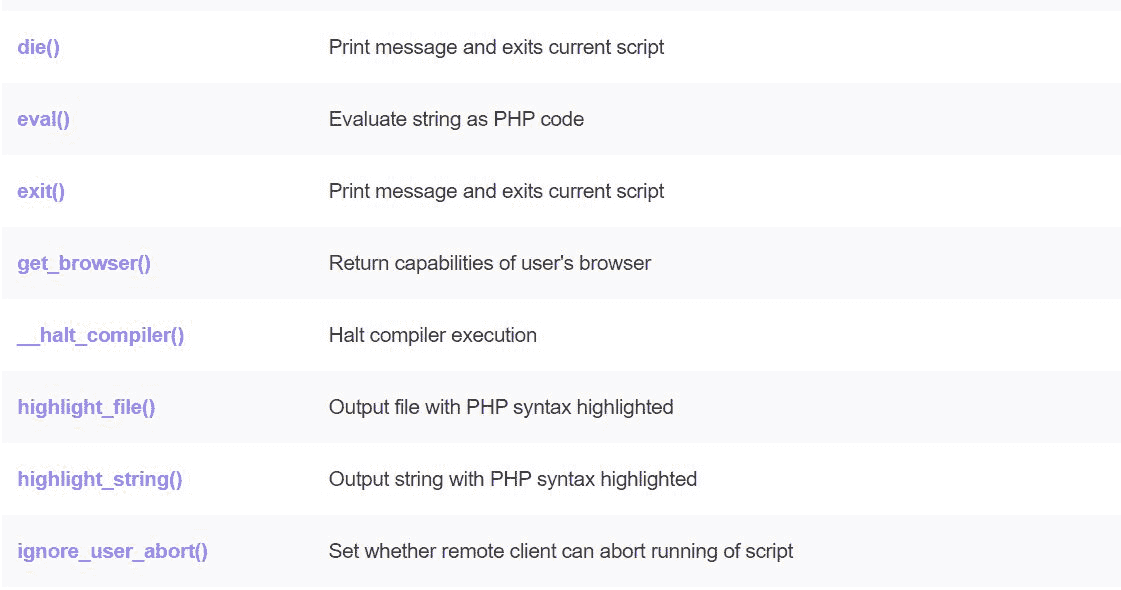 die() Print message and exits current script
eval() Evaluate string as PHP code
exit() Print message and exits current script
get_browser() Return capabilities of user's browser
__halt_compiler() Halt compiler execution
highlight_file() Output file with PHP syntax highlighted
highlight_string() Output string with PHP syntax highlighted
ignore_user_abort() Set whether remote client can abort running of script